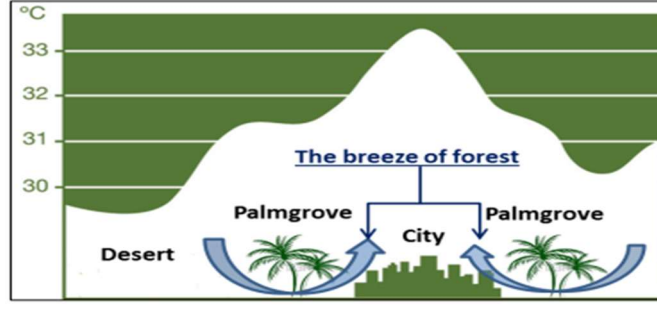 °C
33
32
31
30
The breeze of forest
Palmgrove
Palmgrove
City
Desert